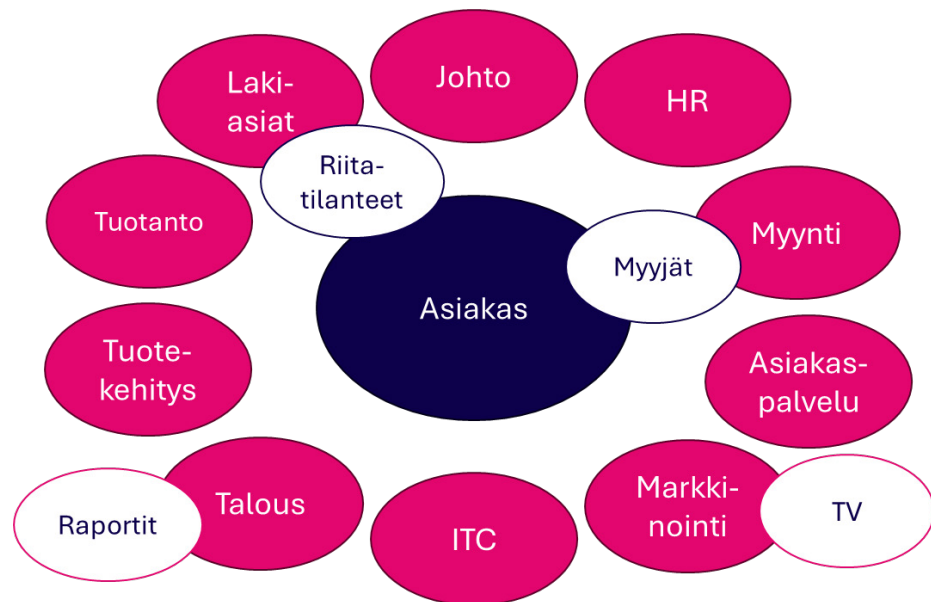 Laki-
asiat
Johto
HR
Riita-
tilanteet
Tuotanto
Myynti
Myyjät
Asiakas
Tuote-
kehitys
Asiakas-
palvelu
Raportit
Talous
ITC
Markki-
nointi
TV